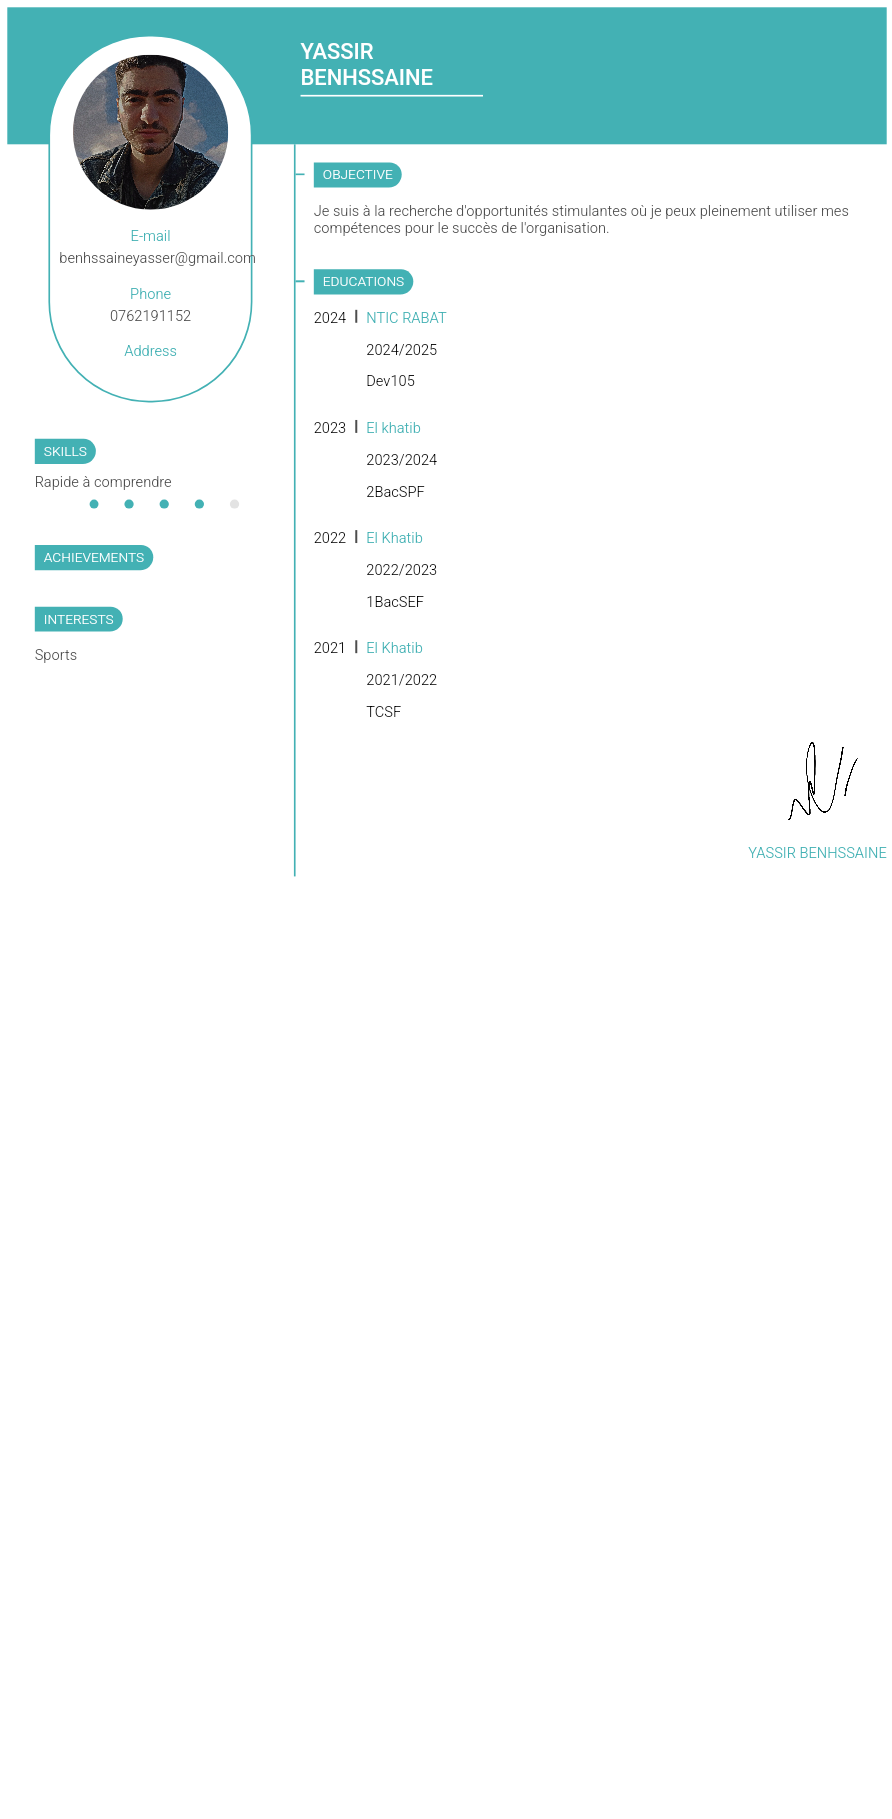 YASSIR
BENHSSAINE
E-mail
benhssaineyasser@gmail.com
Phone
0762191152
Address
SKILLS
Rapide à comprendre
ACHIEVEMENTS
INTERESTS
Sports
OBJECTIVE
Je suis à la recherche d'opportunités stimulantes où je peux pleinement utiliser mes
compétences pour le succès de l'organisation.
EDUCATIONS
2024 | NTIC RABAT
2024/2025
Dev105
2023 | El khatib
2023/2024
2BacSPF
2022 | El Khatib
2022/2023
1BacSEF
2021 | El Khatib
2021/2022
TCSF
YASSIR BENHSSAINE